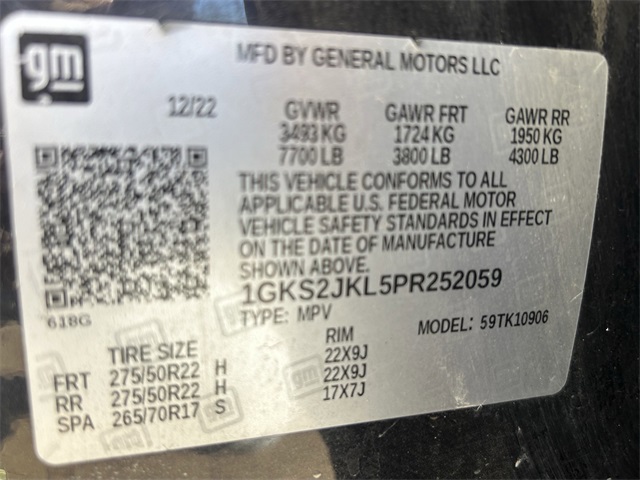 gm
MFD BY GENERAL MOTORS LLC
12/22 GVWR GAWR FRT GAWR RR
3493 KG 1724 KG 1950 KG
7700 LB 3800 LB 4300 LB
THIS VEHICLE CONFORMS TO ALL
APPLICABLE U.S. FEDERAL MOTOR
VEHICLE SAFETY STANDARDS IN EFFECT
ON THE DATE OF MANUFACTURE
SHOWN ABOVE.
1GKS2JKL5PR252059
618G
TYPE: MPV MODEL: 59TK10906
TIRE SIZE RIM
FRT 275/50R22 H 22X9J
RR 275/50R22 H 22X9J
SPA 265/70R17 S 17X7J